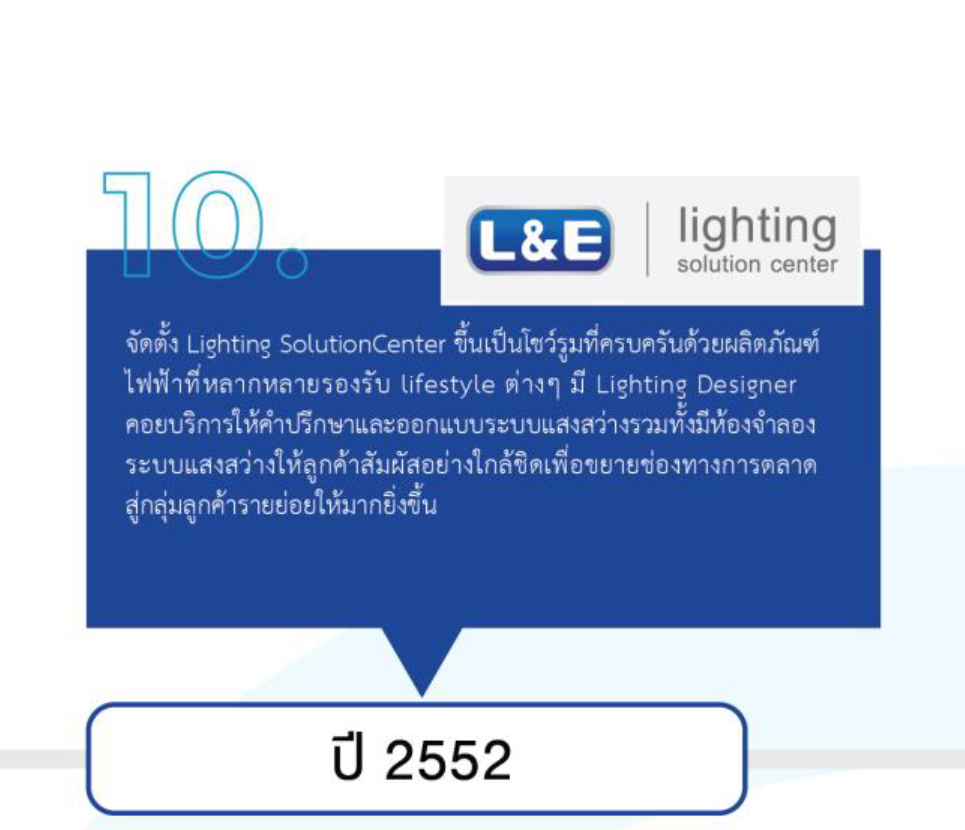 10.
L&E
lighting
solution center
จัดตั้ง Lighting SolutionCenter ขึ้นเป็นโชว์รูมที่ครบครันด้วยผลิตภัณฑ์
ไฟฟ้าที่หลากหลายรองรับ lifestyle ต่างๆ มี Lighting Designer
คอยบริการให้คำปรึกษาและออกแบบระบบแสงสว่างรวมทั้งมีห้องจำลอง
ระบบแสงสว่างให้ลูกค้าสัมผัสอย่างใกล้ชิดเพื่อขยายช่องทางการตลาด
สู่กลุ่มลูกค้ารายย่อยให้มากยิ่งขึ้น
ปี 2552